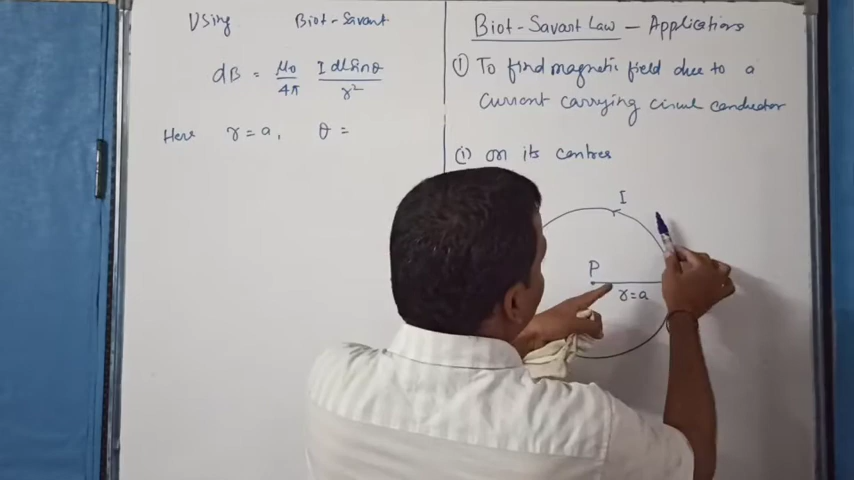 Using Biot-Savart
dB = μ0/4π I dl sinθ/r²
Here r = a, θ =
Biot-Savart Law - Applications
① To find magnetic field due to a
Current carrying circul conductor
(i) on its centres
I
P
r=a